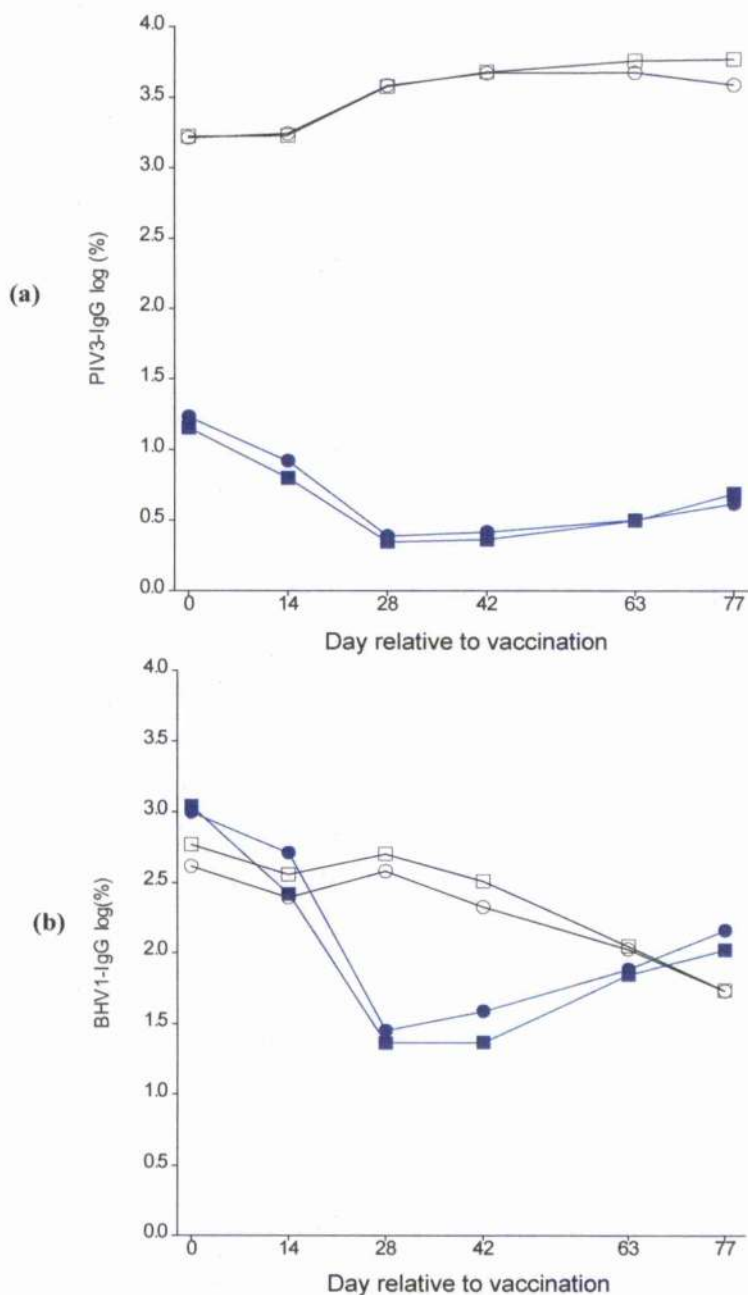 4.0
3.5
3.0
2.5
2.0
1.5
1.0
0.5
0.0
(a)
PIV3-IgG log (%)
0 14 28 42 63 77
Day relative to vaccination
4.0
3.5
3.0
2.5
2.0
1.5
1.0
0.5
0.0
(b)
BHV1-IgG log(%)
0 14 28 42 63 77
Day relative to vaccination